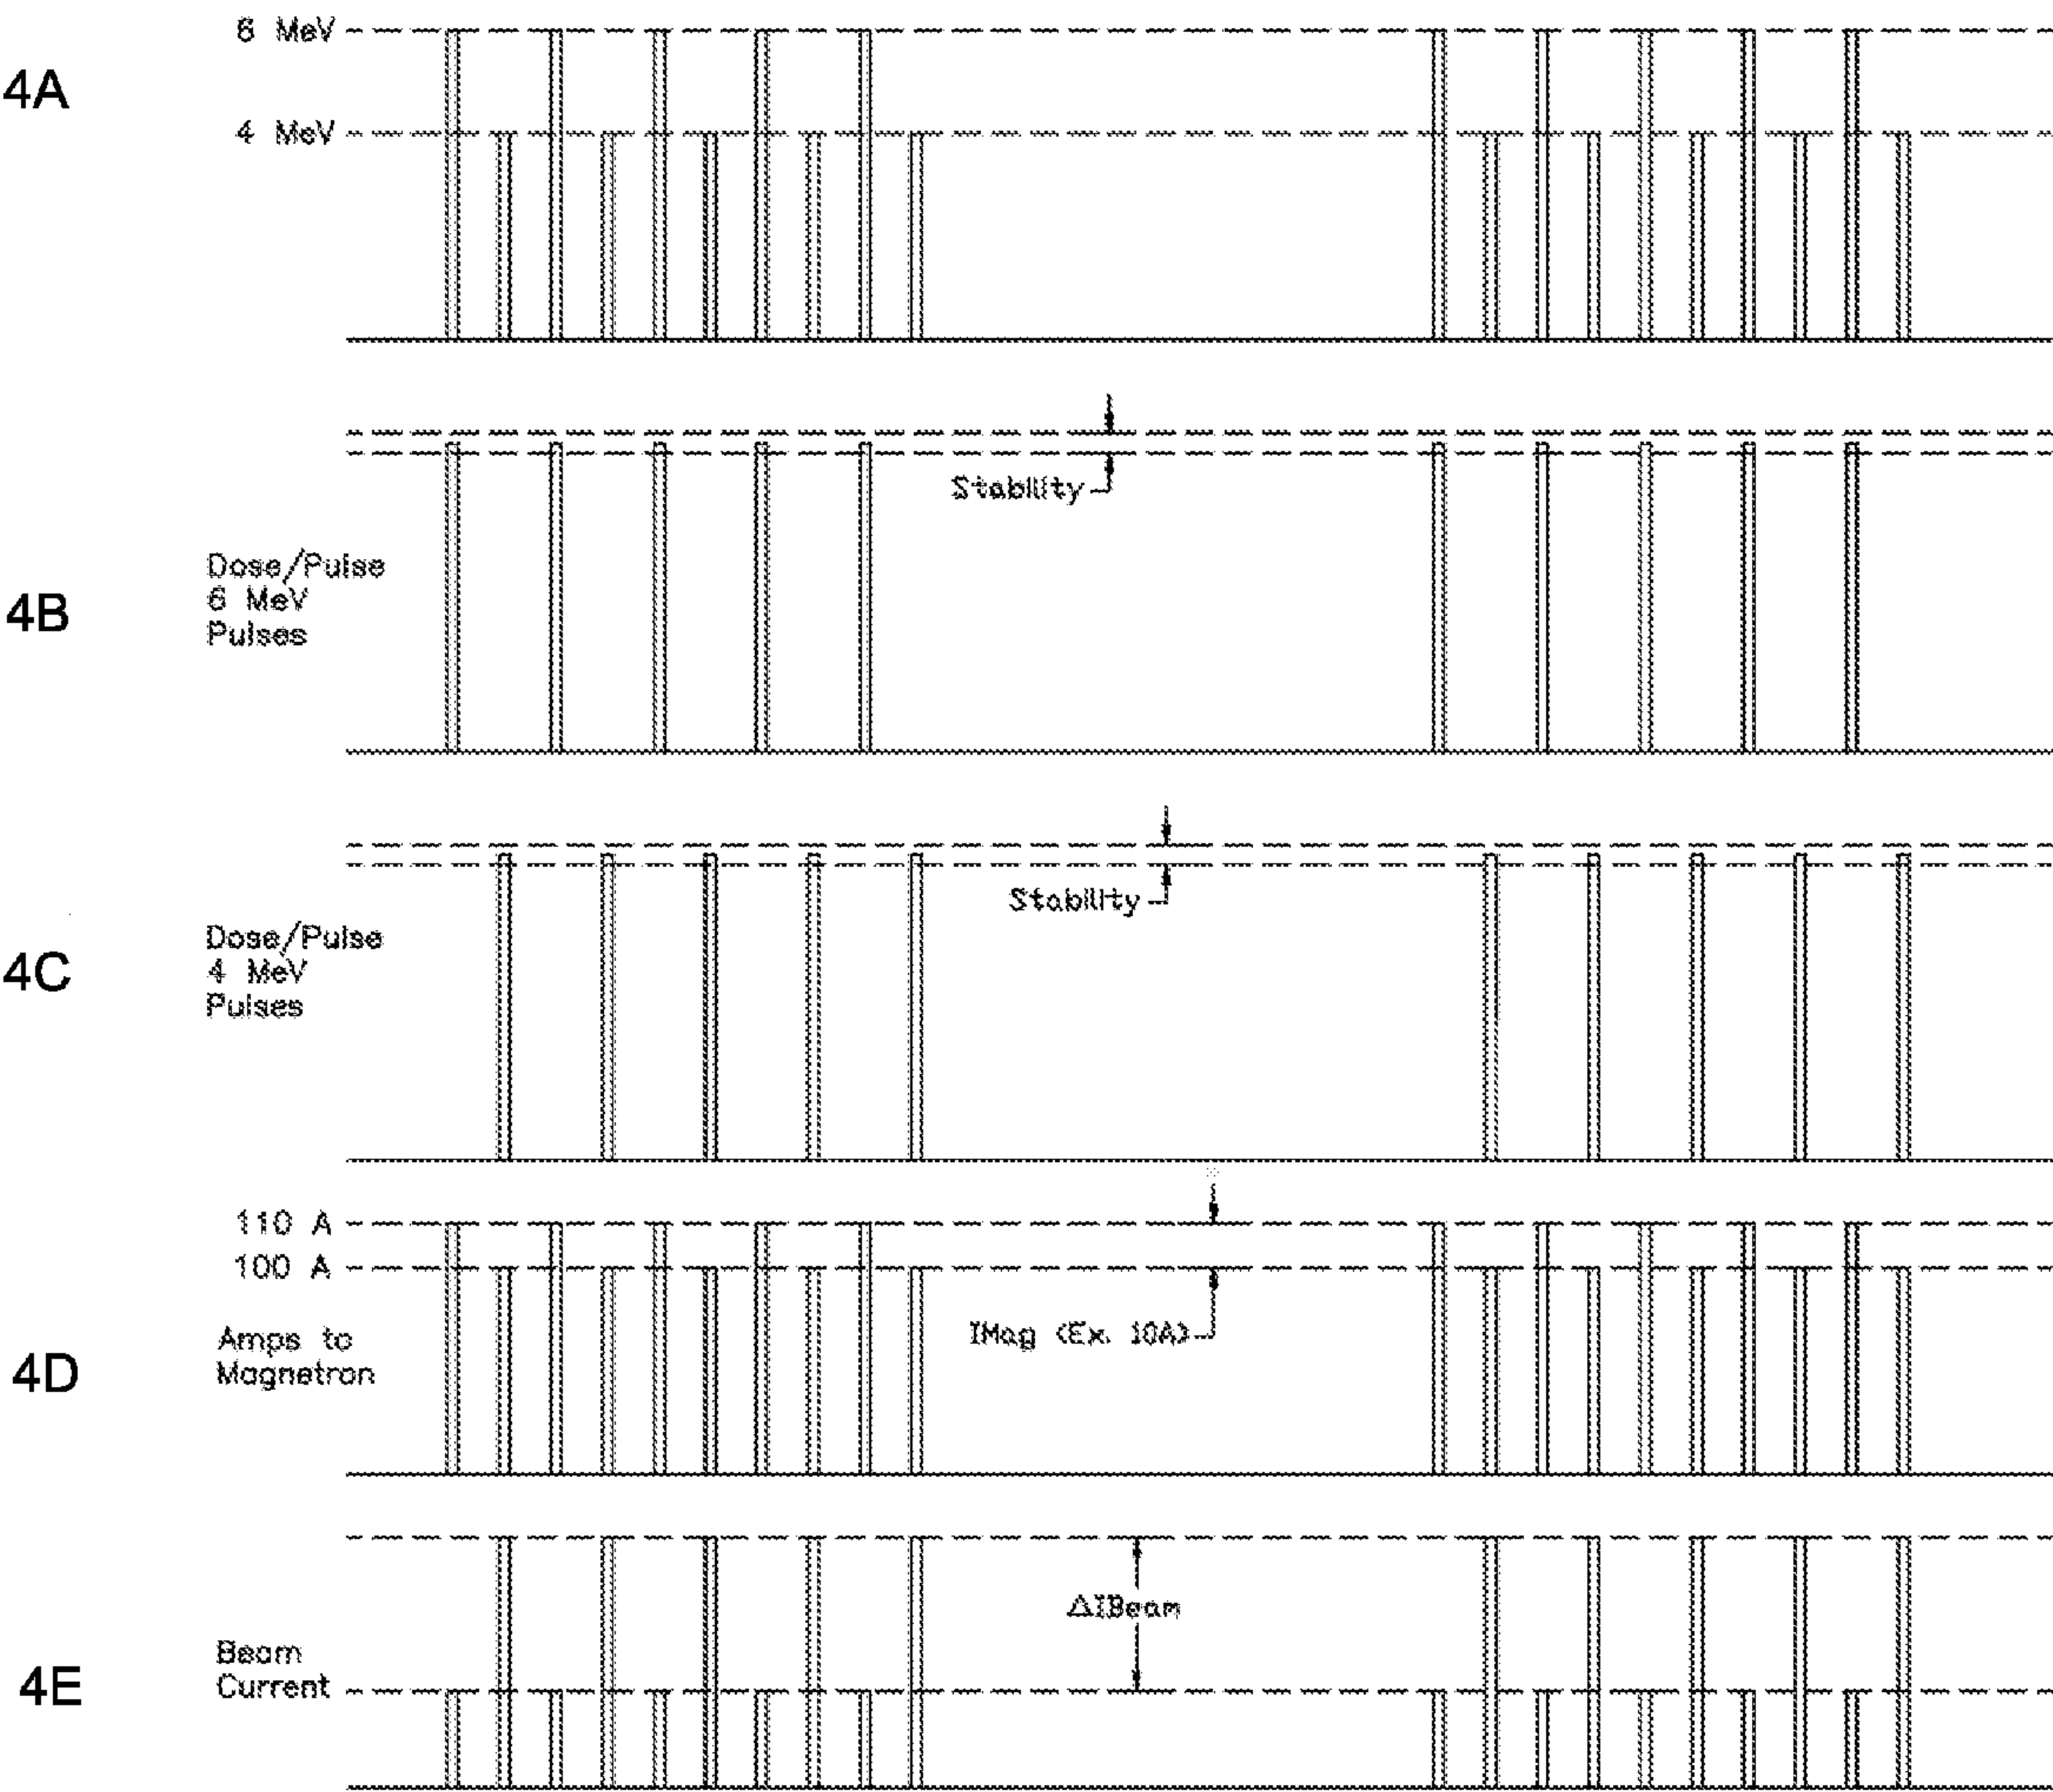 6 MeV
4A
4 MeV
Stability
Dose/Pulse
6 MeV
Pulses
4B
Stability
Dose/Pulse
4 MeV
Pulses
4C
110 A
100 A
IMag (Ex. 10A)
Amps to
Magnetron
4D
ΔIBeam
Beam
Current
4E